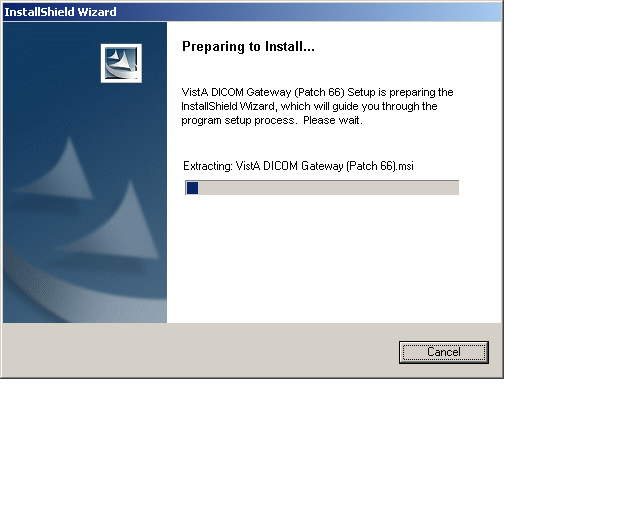 InstallShield Wizard
Preparing to Install...
VistA DICOM Gateway (Patch 66) Setup is preparing the
InstallShield Wizard, which will guide you through the
program setup process. Please wait.
Extracting: VistA DICOM Gateway (Patch 66).msi
Cancel